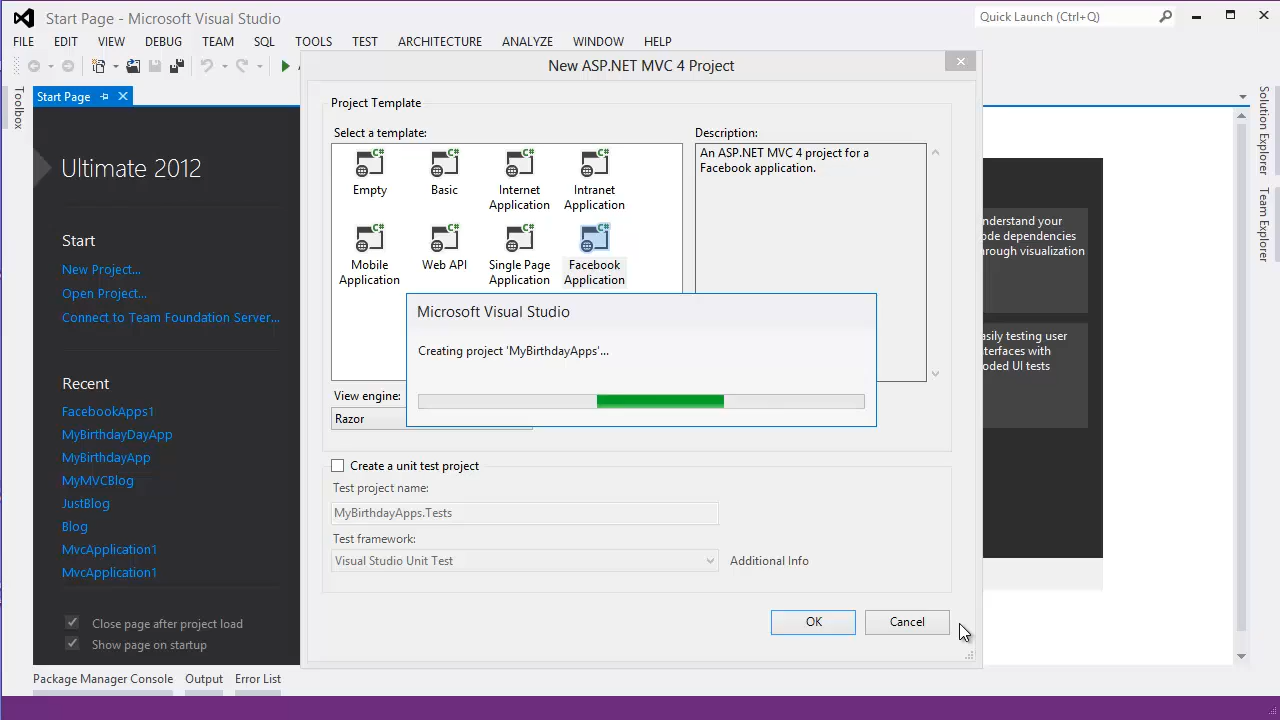 Start Page - Microsoft Visual Studio
Quick Launch (Ctrl+Q)
FILE EDIT VIEW DEBUG TEAM SQL TOOLS TEST ARCHITECTURE ANALYZE WINDOW HELP
New ASP.NET MVC 4 Project
Toolbox
Start Page
Solution Explorer
Team Explorer
Ultimate 2012
Start
New Project...
Open Project...
Connect to Team Foundation Server...
Recent
FacebookApps1
MyBirthdayDayApp
MyBirthdayApp
MyMVCBlog
JustBlog
Blog
MvcApplication1
MvcApplication1
Close page after project load
Show page on startup
Project Template
Select a template:
Empty
Basic
Internet
Application
Intranet
Application
Mobile
Application
Web API
Single Page
Application
Facebook
Application
Description:
An ASP.NET MVC 4 project for a
Facebook application.
Microsoft Visual Studio
Creating project 'MyBirthdayApps'...
View engine:
Razor
Create a unit test project
Test project name:
MyBirthdayApps.Tests
Test framework:
Visual Studio Unit Test
Additional Info
OK
Cancel
nderstand your
ode dependencies
rough visualization
asily testing user
terfaces with
oded UI tests
Package Manager Console Output Error List